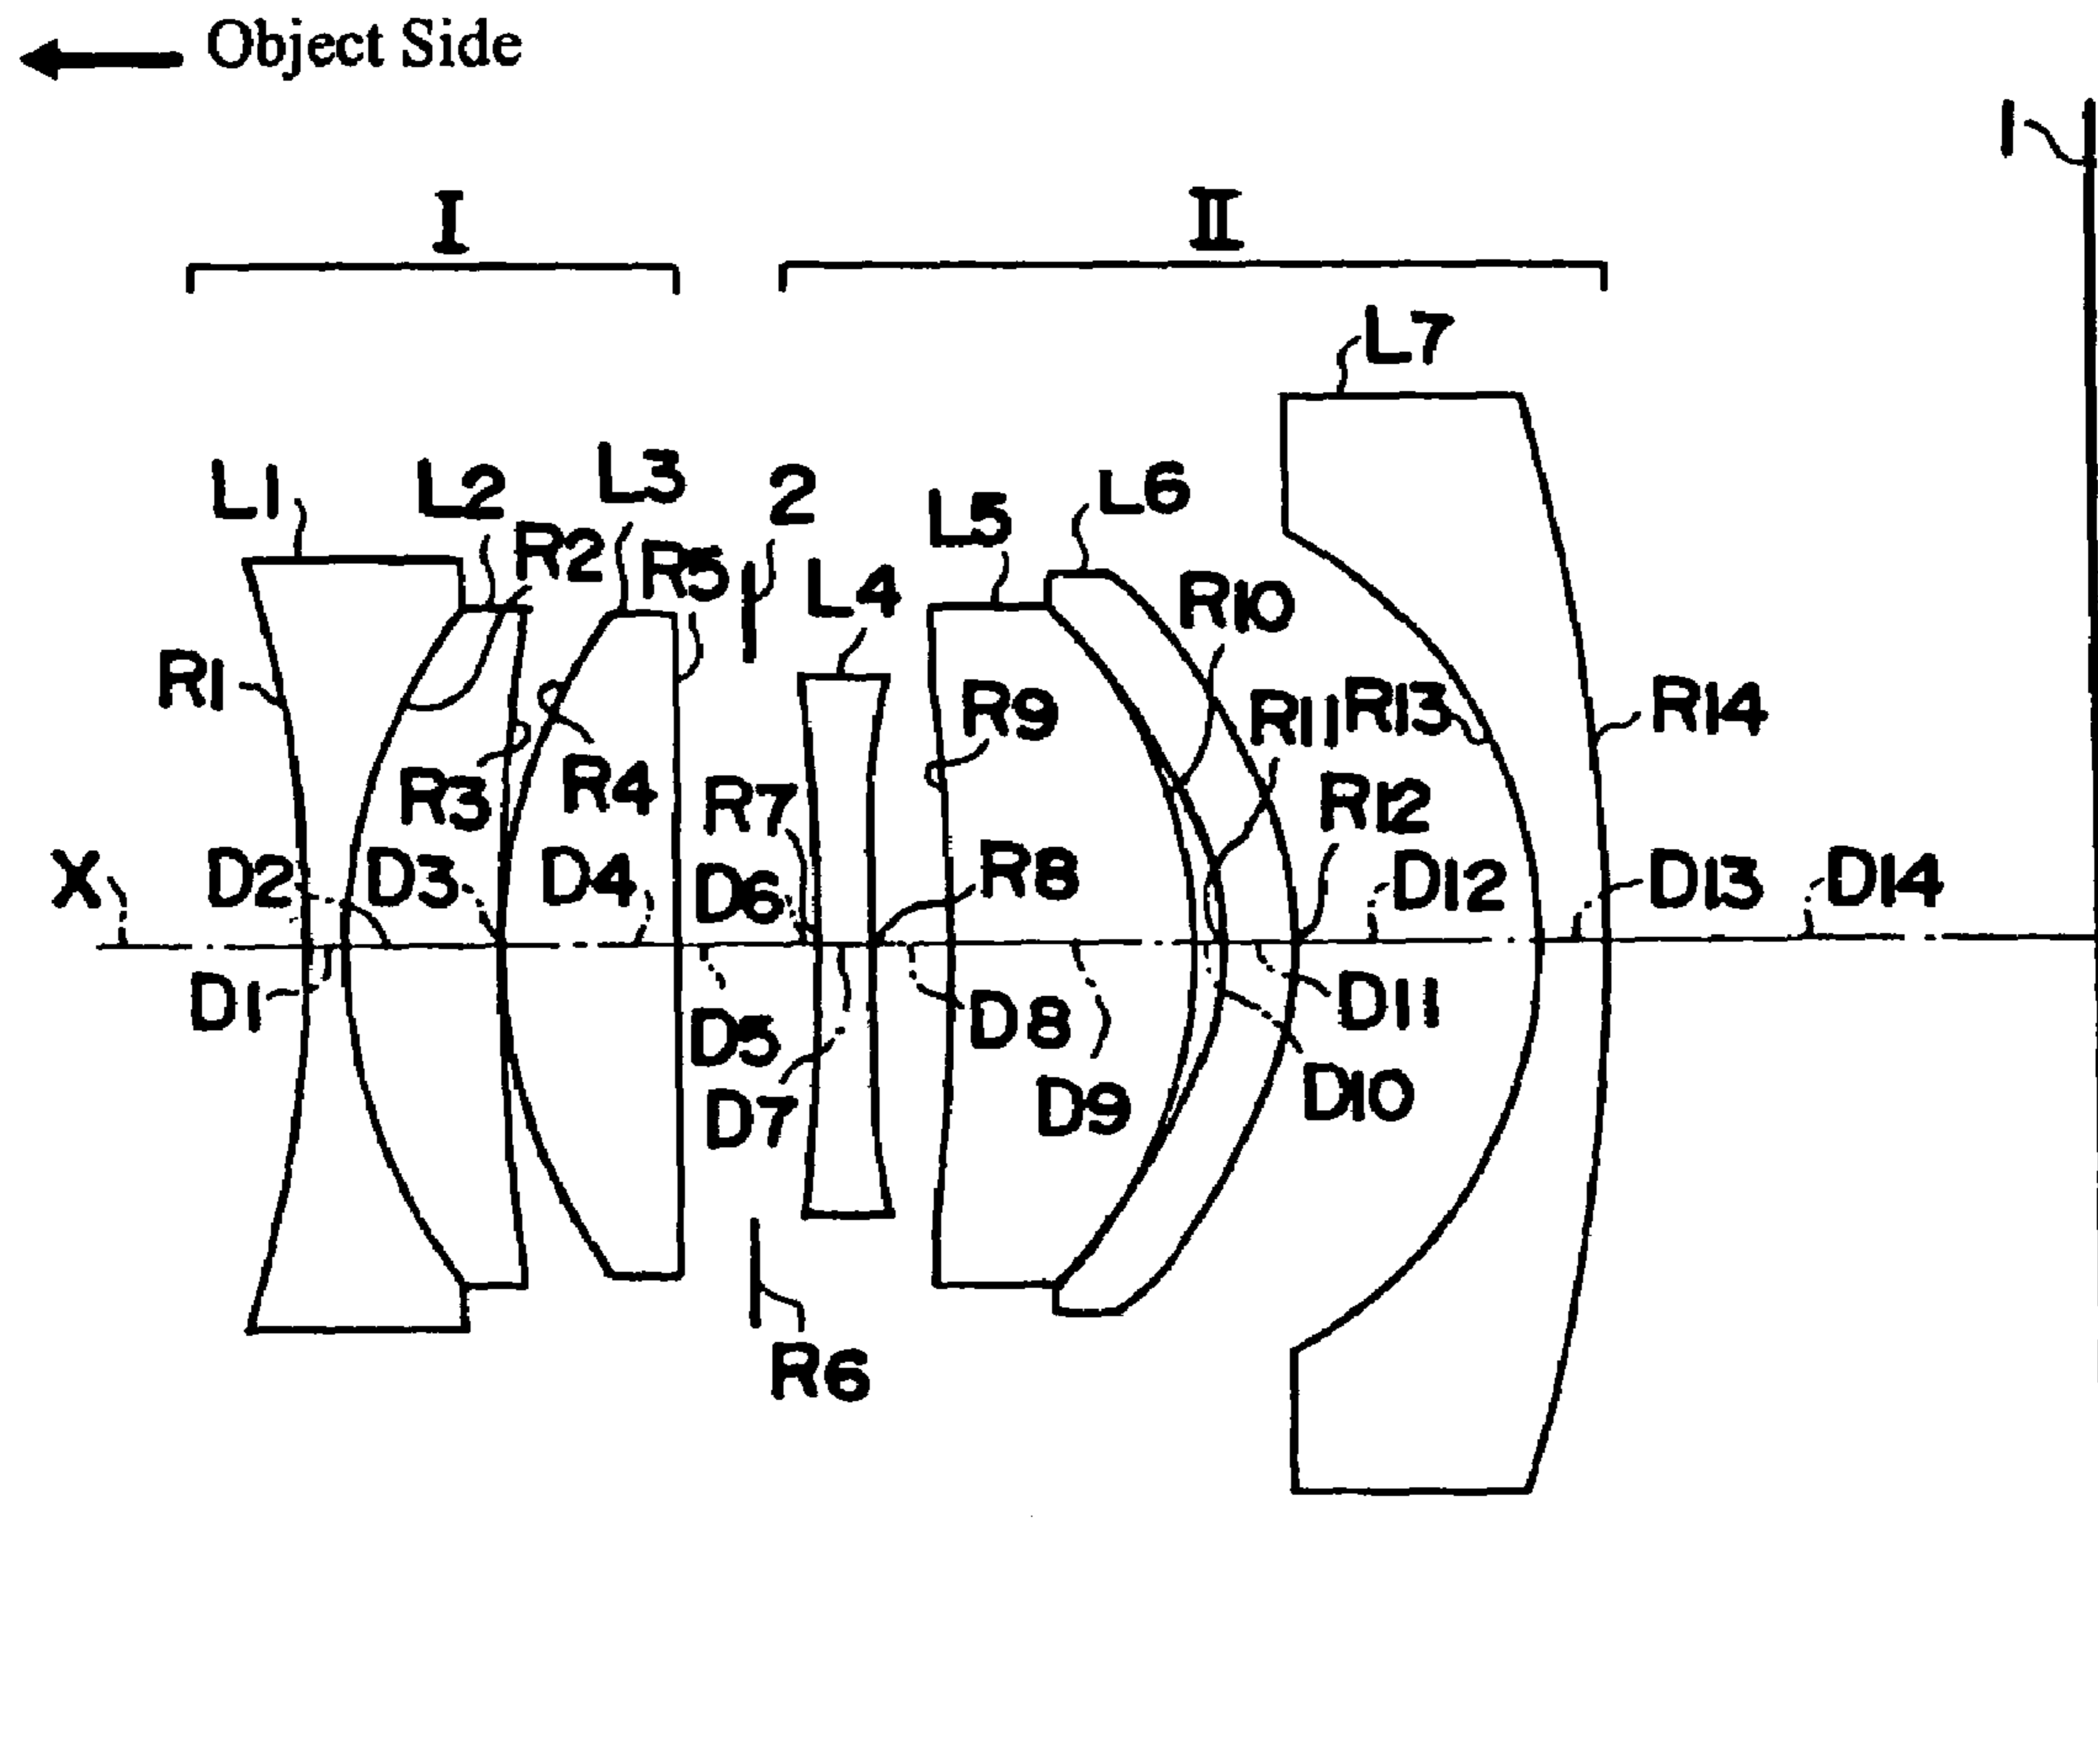 Object Side
1
I
II
L7
L1
L2
L3
2
L5
L6
R2
R5
L4
R10
R1
R9
R11
R13
R14
R3
R4
R7
R12
X
D2
D3
D4
D6
R8
D12
D13
D14
D1
D5
D8
D11
D7
D9
D10
R6